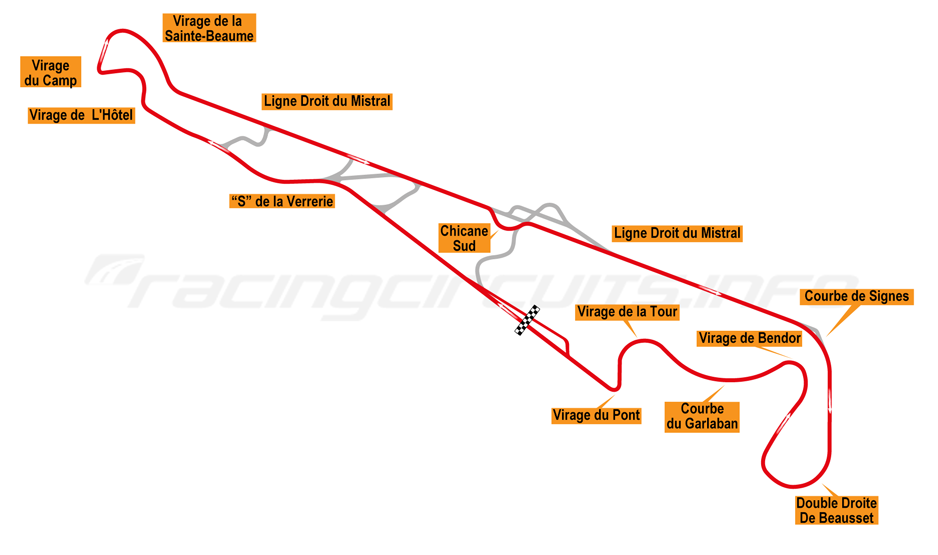 Virage de la
Sainte-Beaume
Virage
du Camp
Virage de L'Hôtel
Ligne Droit du Mistral
"S" de la Verrerie
Chicane
Sud
Ligne Droit du Mistral
racingcircuits.info
Courbe de Signes
Virage de la Tour
Virage de Bendor
Virage du Pont
Courbe
du Garlaban
Double Droite
De Beausset